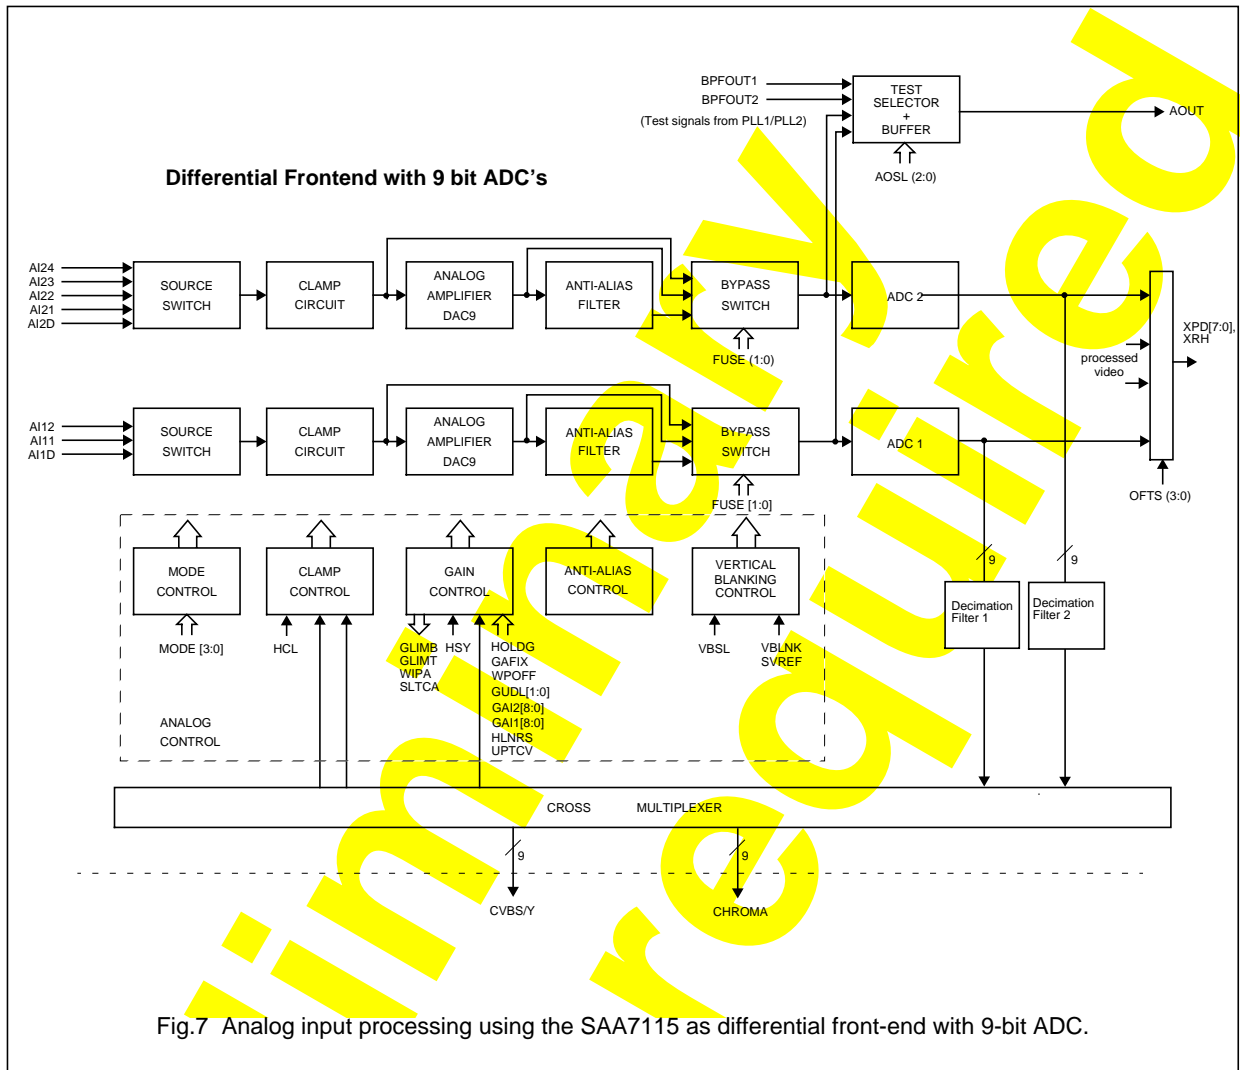 BPFOUT1
BPFOUT2
(Test signals from PLL1/PLL2)
TEST
SELECTOR
+
BUFFER
AOUT
AOSL (2:0)
Differential Frontend with 9 bit ADC's
AI24
AI23
AI22
AI21
AI2D
SOURCE
SWITCH
CLAMP
CIRCUIT
ANALOG
AMPLIFIER
DAC9
ANTI-ALIAS
FILTER
BYPASS
SWITCH
ADC 2
FUSE (1:0)
XPD[7:0],
XRH
processed
video
AI12
AI11
AI1D
SOURCE
SWITCH
CLAMP
CIRCUIT
ANALOG
AMPLIFIER
DAC9
ANTI-ALIAS
FILTER
BYPASS
SWITCH
ADC 1
FUSE [1:0]
OFTS (3:0)
MODE
CONTROL
CLAMP
CONTROL
GAIN
CONTROL
ANTI-ALIAS
CONTROL
VERTICAL
BLANKING
CONTROL
9
9
Decimation
Filter 1
Decimation
Filter 2
MODE [3:0]
HCL
GLIMB
GLIMT
WIPA
SLTCA
HSY
HOLDG
GAFIX
WPOFF
GUDL[1:0]
GAI2[8:0]
GAI1[8:0]
HLNRS
UPTCV
VBSL
VBLNK
SVREF
ANALOG
CONTROL
CROSS MULTIPLEXER
9
9
CVBS/Y
CHROMA
Fig.7 Analog input processing using the SAA7115 as differential front-end with 9-bit ADC.
iminary
required